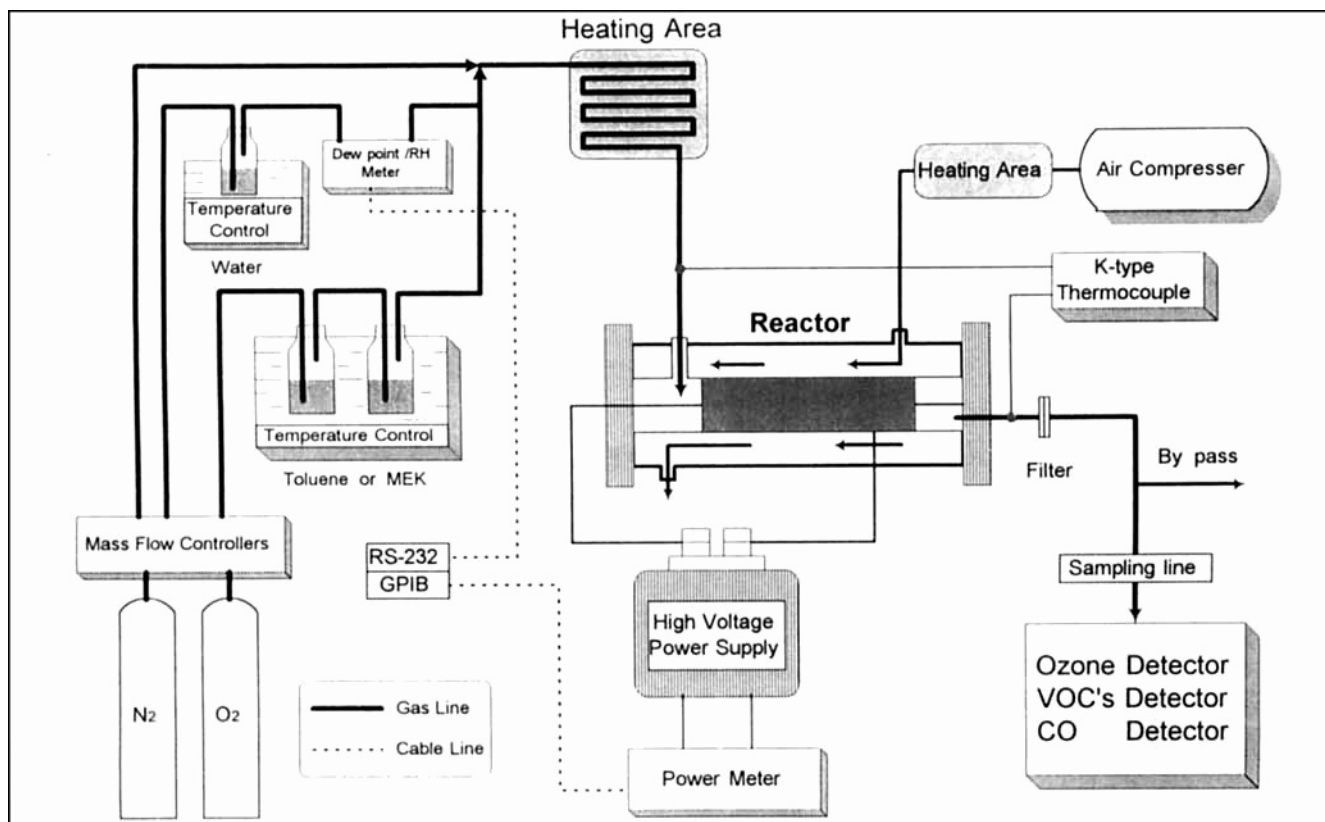 Heating Area
Dew point /RH
Meter
Temperature
Control
Water
Heating Area
Air Compresser
K-type
Thermocouple
Reactor
Temperature Control
Toluene or MEK
Filter
By pass
Mass Flow Controllers
RS-232
GPIB
Sampling line
High Voltage
Power Supply
Ozone Detector
VOC's Detector
CO Detector
N2
O2
Gas Line
Cable Line
Power Meter